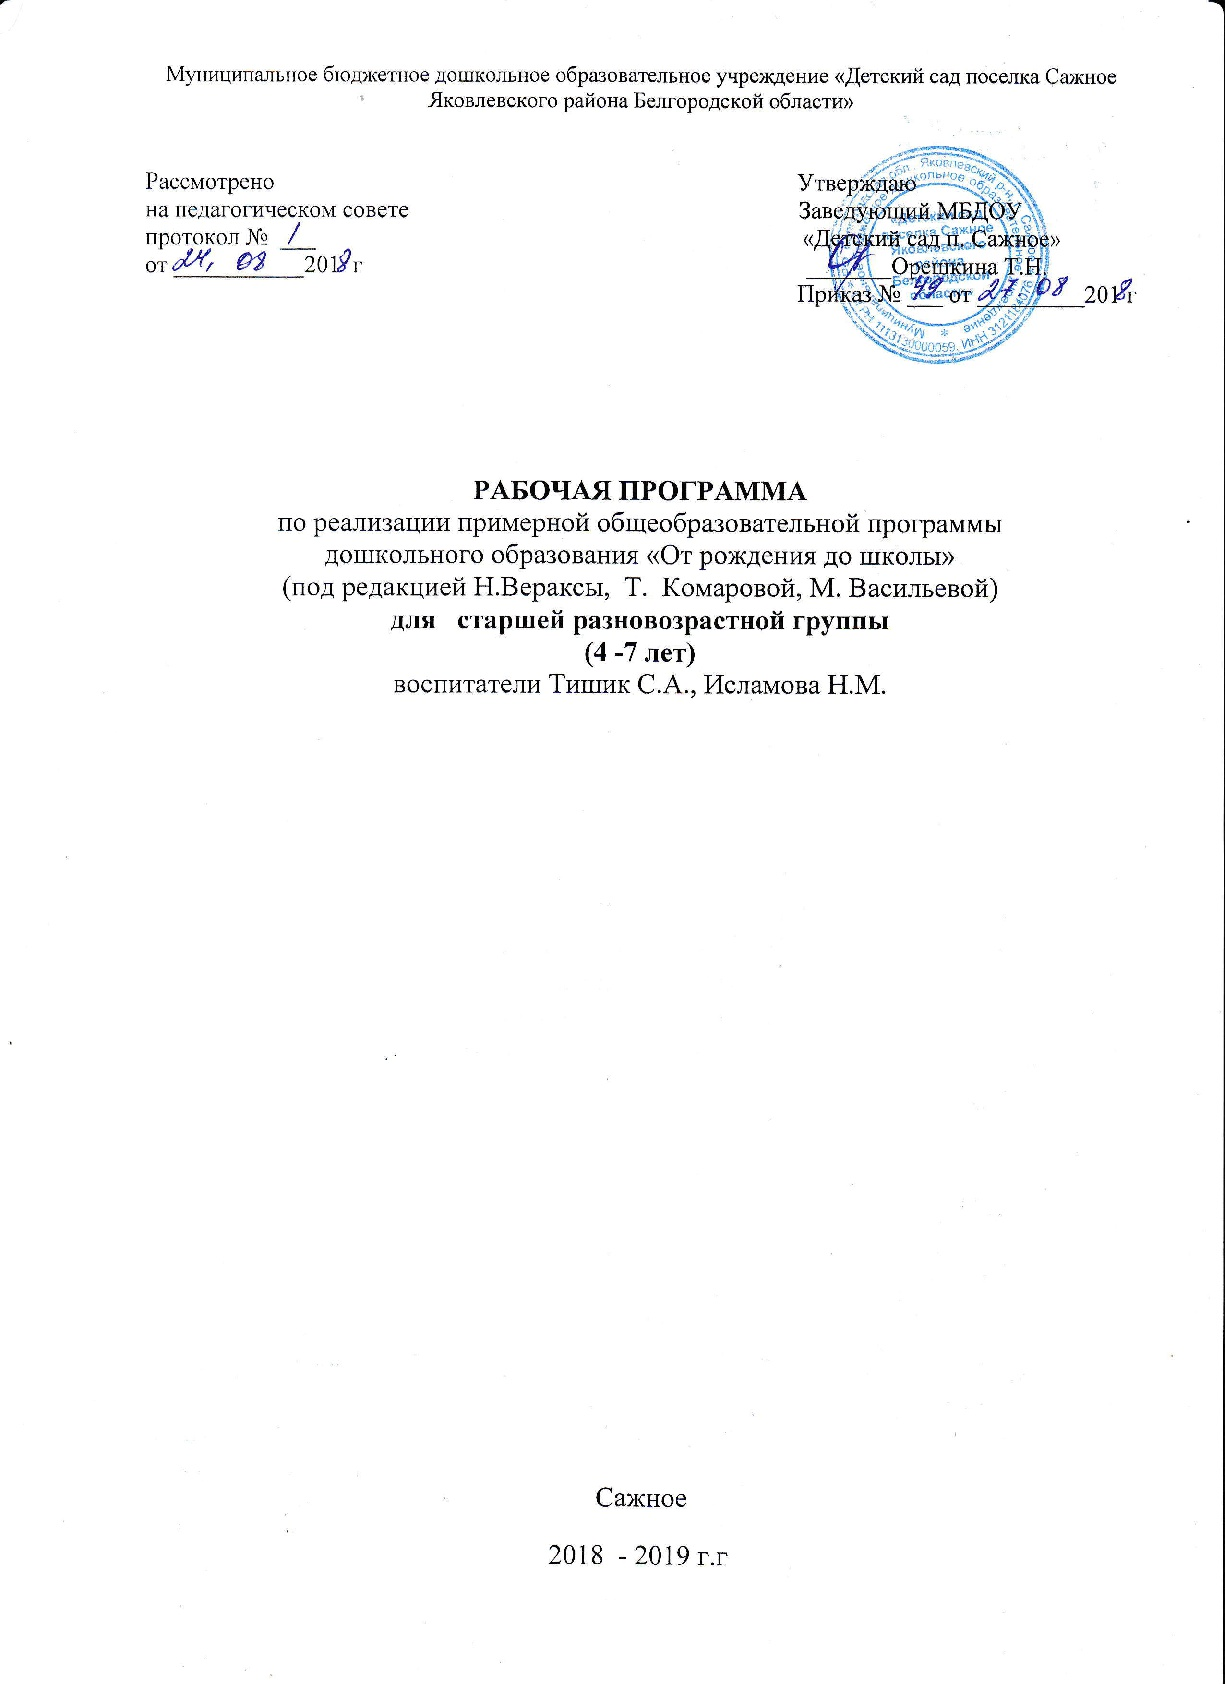 Муниципальное бюджетное дошкольное образовательное учреждение «Детский сад поселка Сажное
Яковлевского района Белгородской области»
Рассмотрено
на педагогическом совете
протокол № 1
от 24. 08 2018 г
Утверждаю
Заведующий МБДОУ
«Детский сад п. Сажное»
Орешкина Т.Н.
Приказ № 49 от 27. 08 2018г
РАБОЧАЯ ПРОГРАММА
по реализации примерной общеобразовательной программы
дошкольного образования «От рождения до школы»
(под редакцией Н.Вераксы, Т. Комаровой, М. Васильевой)
для старшей разновозрастной группы
(4 -7 лет)
воспитатели Тишик С.А., Исламова Н.М.
Сажное
2018 - 2019 г.г